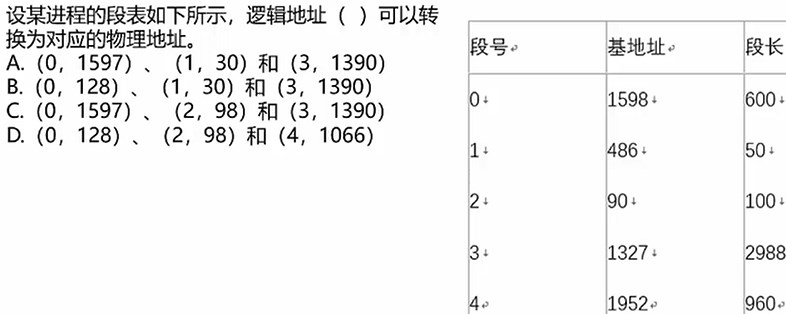 设某进程的段表如下所示，逻辑地址（ ）可以转
换为对应的物理地址。
A.（0，1597）、（1，30）和（3，1390）
B.（0，128）、（1，30）和（3，1390）
C.（0，1597）、（2，98）和（3，1390）
D.（0，128）、（2，98）和（4，1066）
段号 基地址 段长
0 1598 600
1 486 50
2 90 100
3 1327 2988
4 1952 960